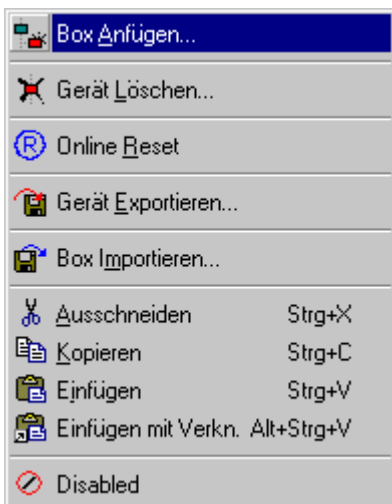 Box Anfügen...
Gerät Löschen...
Online Reset
Gerät Exportieren...
Box Importieren...
Ausschneiden Strg+X
Kopieren Strg+C
Einfügen Strg+V
Einfügen mit Verkn. Alt+Strg+V
Disabled